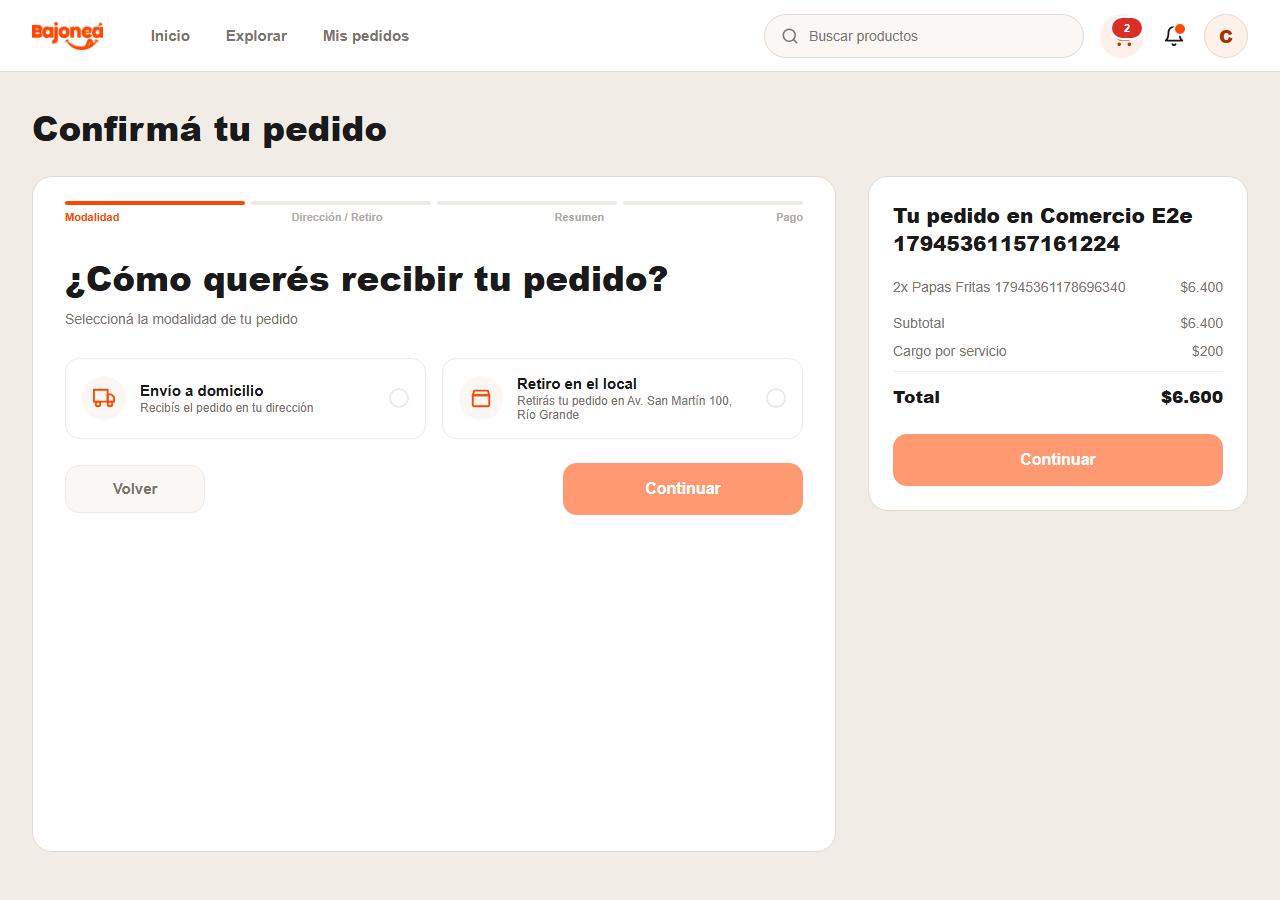 Bajoneá
Inicio
Explorar
Mis pedidos
Buscar productos
2
C
Confirmá tu pedido
Modalidad
Dirección / Retiro
Resumen
Pago
¿Cómo querés recibir tu pedido?
Seleccioná la modalidad de tu pedido
Envío a domicilio
Recibís el pedido en tu dirección
Retiro en el local
Retirás tu pedido en Av. San Martín 100,
Río Grande
Volver
Continuar
Tu pedido en Comercio E2e
17945361157161224
2x Papas Fritas 17945361178696340 $6.400
Subtotal $6.400
Cargo por servicio $200
Total $6.600
Continuar